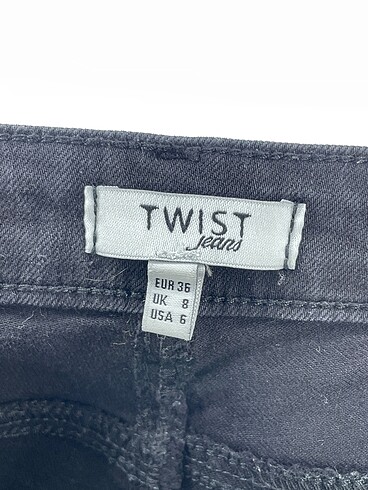 TWIST
jeans
EUR 36
UK 8
USA 6